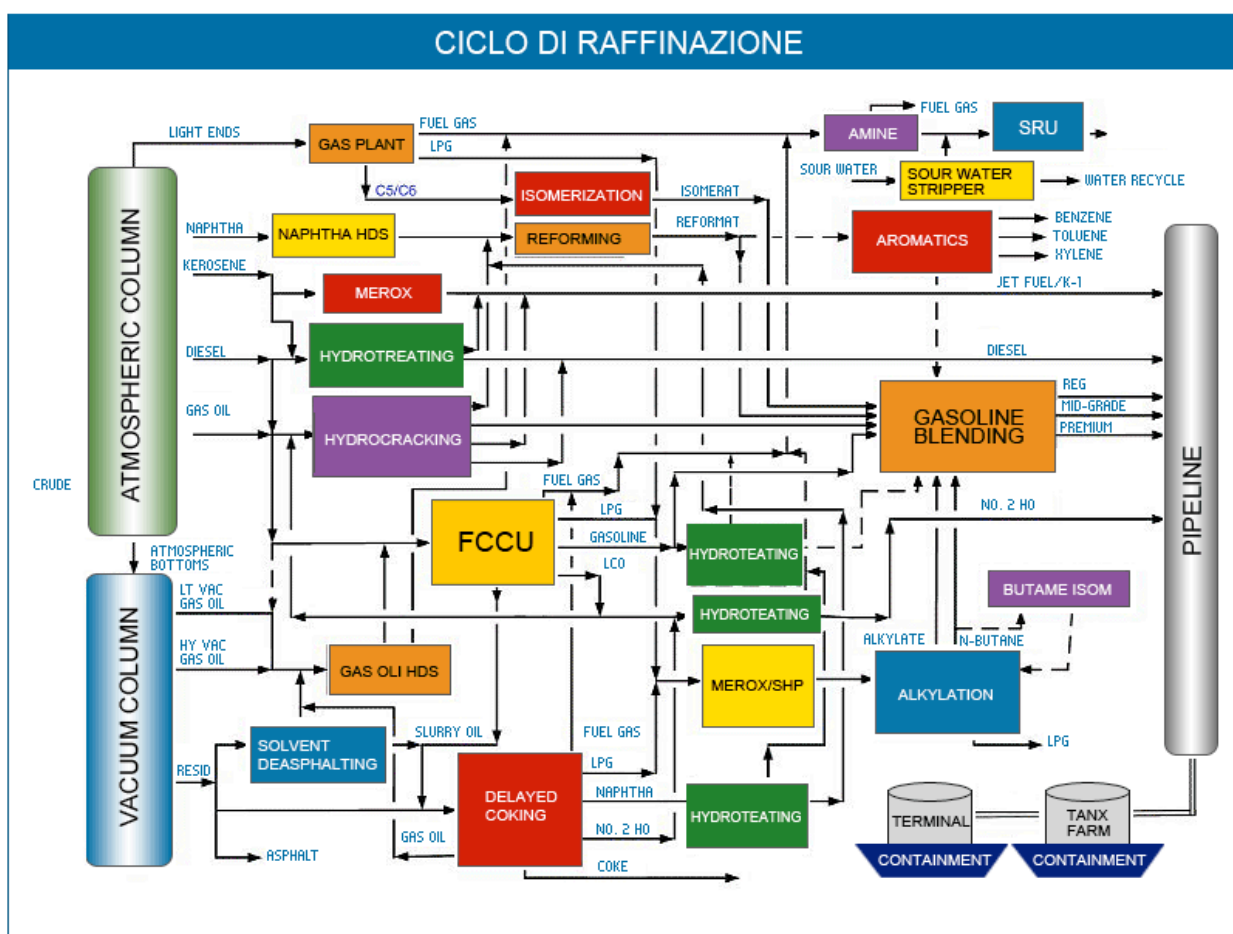 CICLO DI RAFFINAZIONE
FUEL GAS
LIGHT ENDS
FUEL GAS
GAS PLANT
LPG
AMINE
SRU
SOUR WATER
SOUR WATER
STRIPPER
WATER RECYCLE
C5/C6
ISOMERIZATION
ISOMERAT
NAPHTHA
NAPHTHA HDS
REFORMING
REFORMAT
AROMATICS
BENZENE
TOLUENE
XYLENE
KEROSENE
MEROX
JET FUEL/K-1
ATMOSPHERIC COLUMN
DIESEL
HYDROTREATING
DIESEL
GAS OIL
HYDROCRACKING
GASOLINE
BLENDING
REG
MID-GRADE
PREMIUM
CRUDE
FUEL GAS
FCCU
LPG
GASOLINE
LCO
HYDROTEATING
NO. 2 HO
PIPELINE
ATMOSPHERIC
BOTTOMS
LT VAC
GAS OIL
HYDROTEATING
BUTAME ISOM
HY VAC
GAS OIL
GAS OLI HDS
MEROX/SHP
ALKYLATE
N-BUTANE
ALKYLATION
VACUUM COLUMN
SOLVENT
DEASPHALTING
SLURRY OIL
FUEL GAS
LPG
LPG
RESID
DELAYED
COKING
NAPHTHA
HYDROTEATING
NO. 2 HO
GAS OIL
ASPHALT
COKE
TERMINAL
TANX
FARM
CONTAINMENT
CONTAINMENT